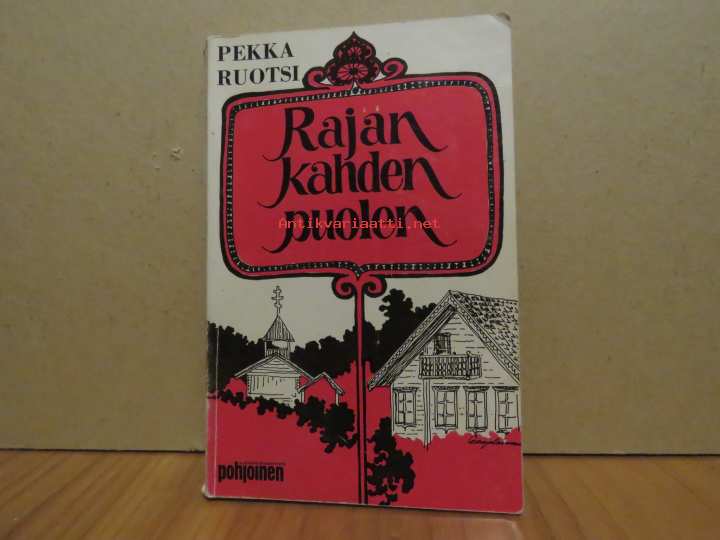 PEKKA
RUOTSI
Rajan
kahden
puolen
Antikvariaatti.net
pohjoinen